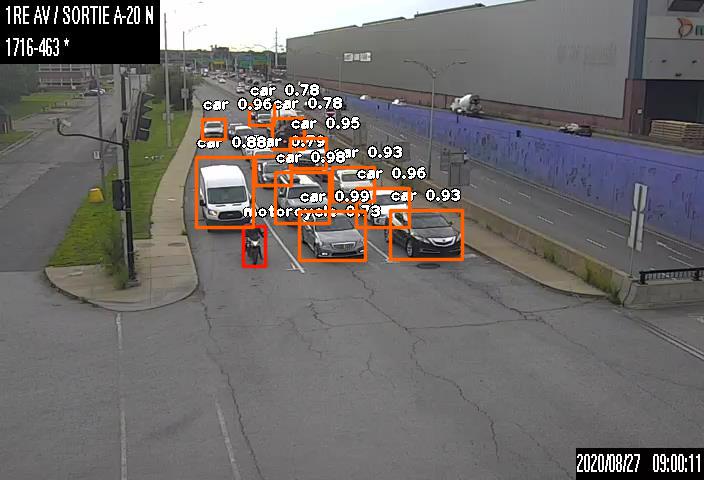 1RE AV / SORTIE A-20 N
1716-463 *
car 0.78
car 0.96
car 0.78
car 0.95
car 0.88
0.79
car 0.93
car 0.98
car 0.96
car 0.99
car 0.93
motorcycle 0.73
2020/08/27 09:00:11